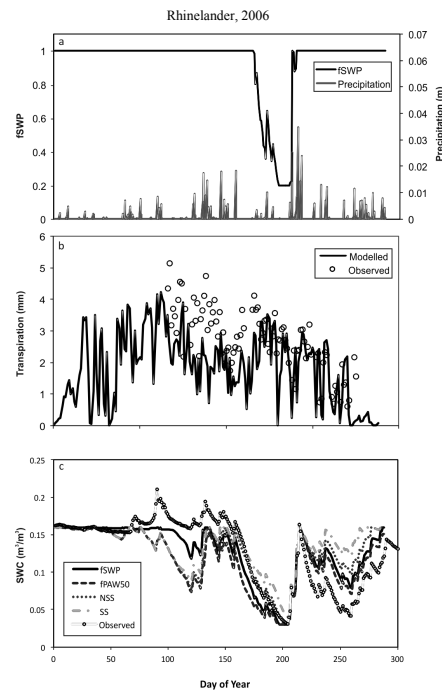 Rhinelander, 2006
a
fSWP
Precipitation
fSWP
Precipitation (m)
1
0.8
0.6
0.4
0.2
0
0.07
0.06
0.05
0.04
0.03
0.02
0.01
0
b
Modelled
Observed
Transpiration (mm)
6
5
4
3
2
1
0
c
SWC (m³/m³)
0.25
0.2
0.15
0.1
0.05
0
fSWP
fPAW50
NSS
SS
Observed
0 50 100 150 200 250 300
Day of Year